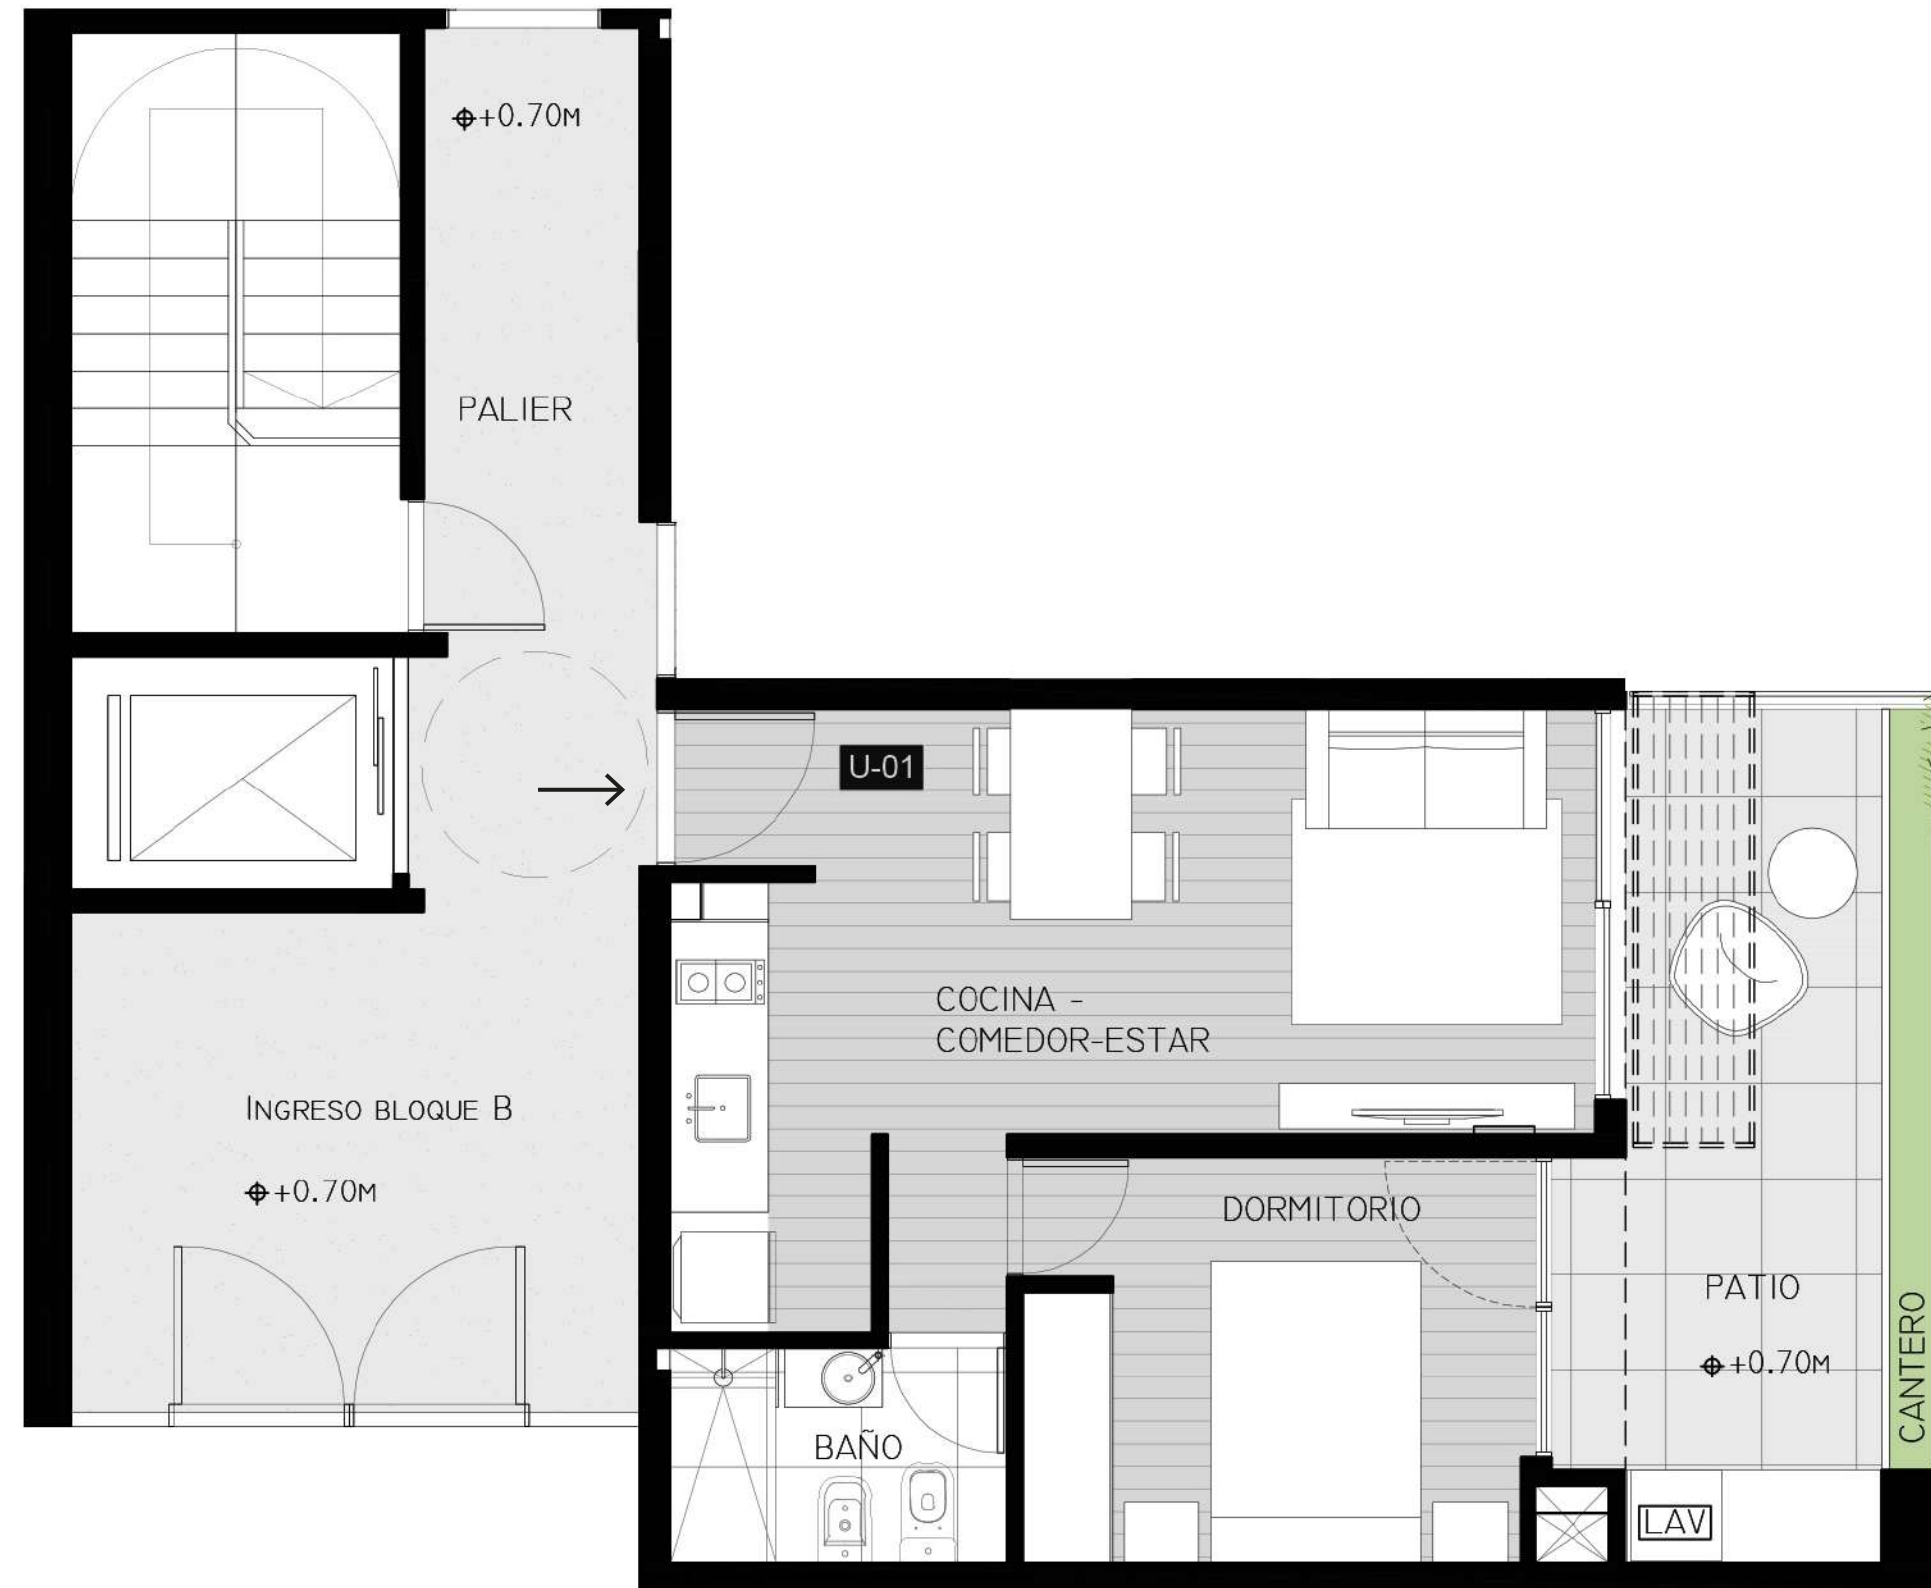 +0.70M
PALIER
U-01
COCINA -
COMEDOR-ESTAR
INGRESO BLOQUE B
+0.70M
DORMITORIO
PATIO
+0.70M
CANTERO
BAÑO
LAV